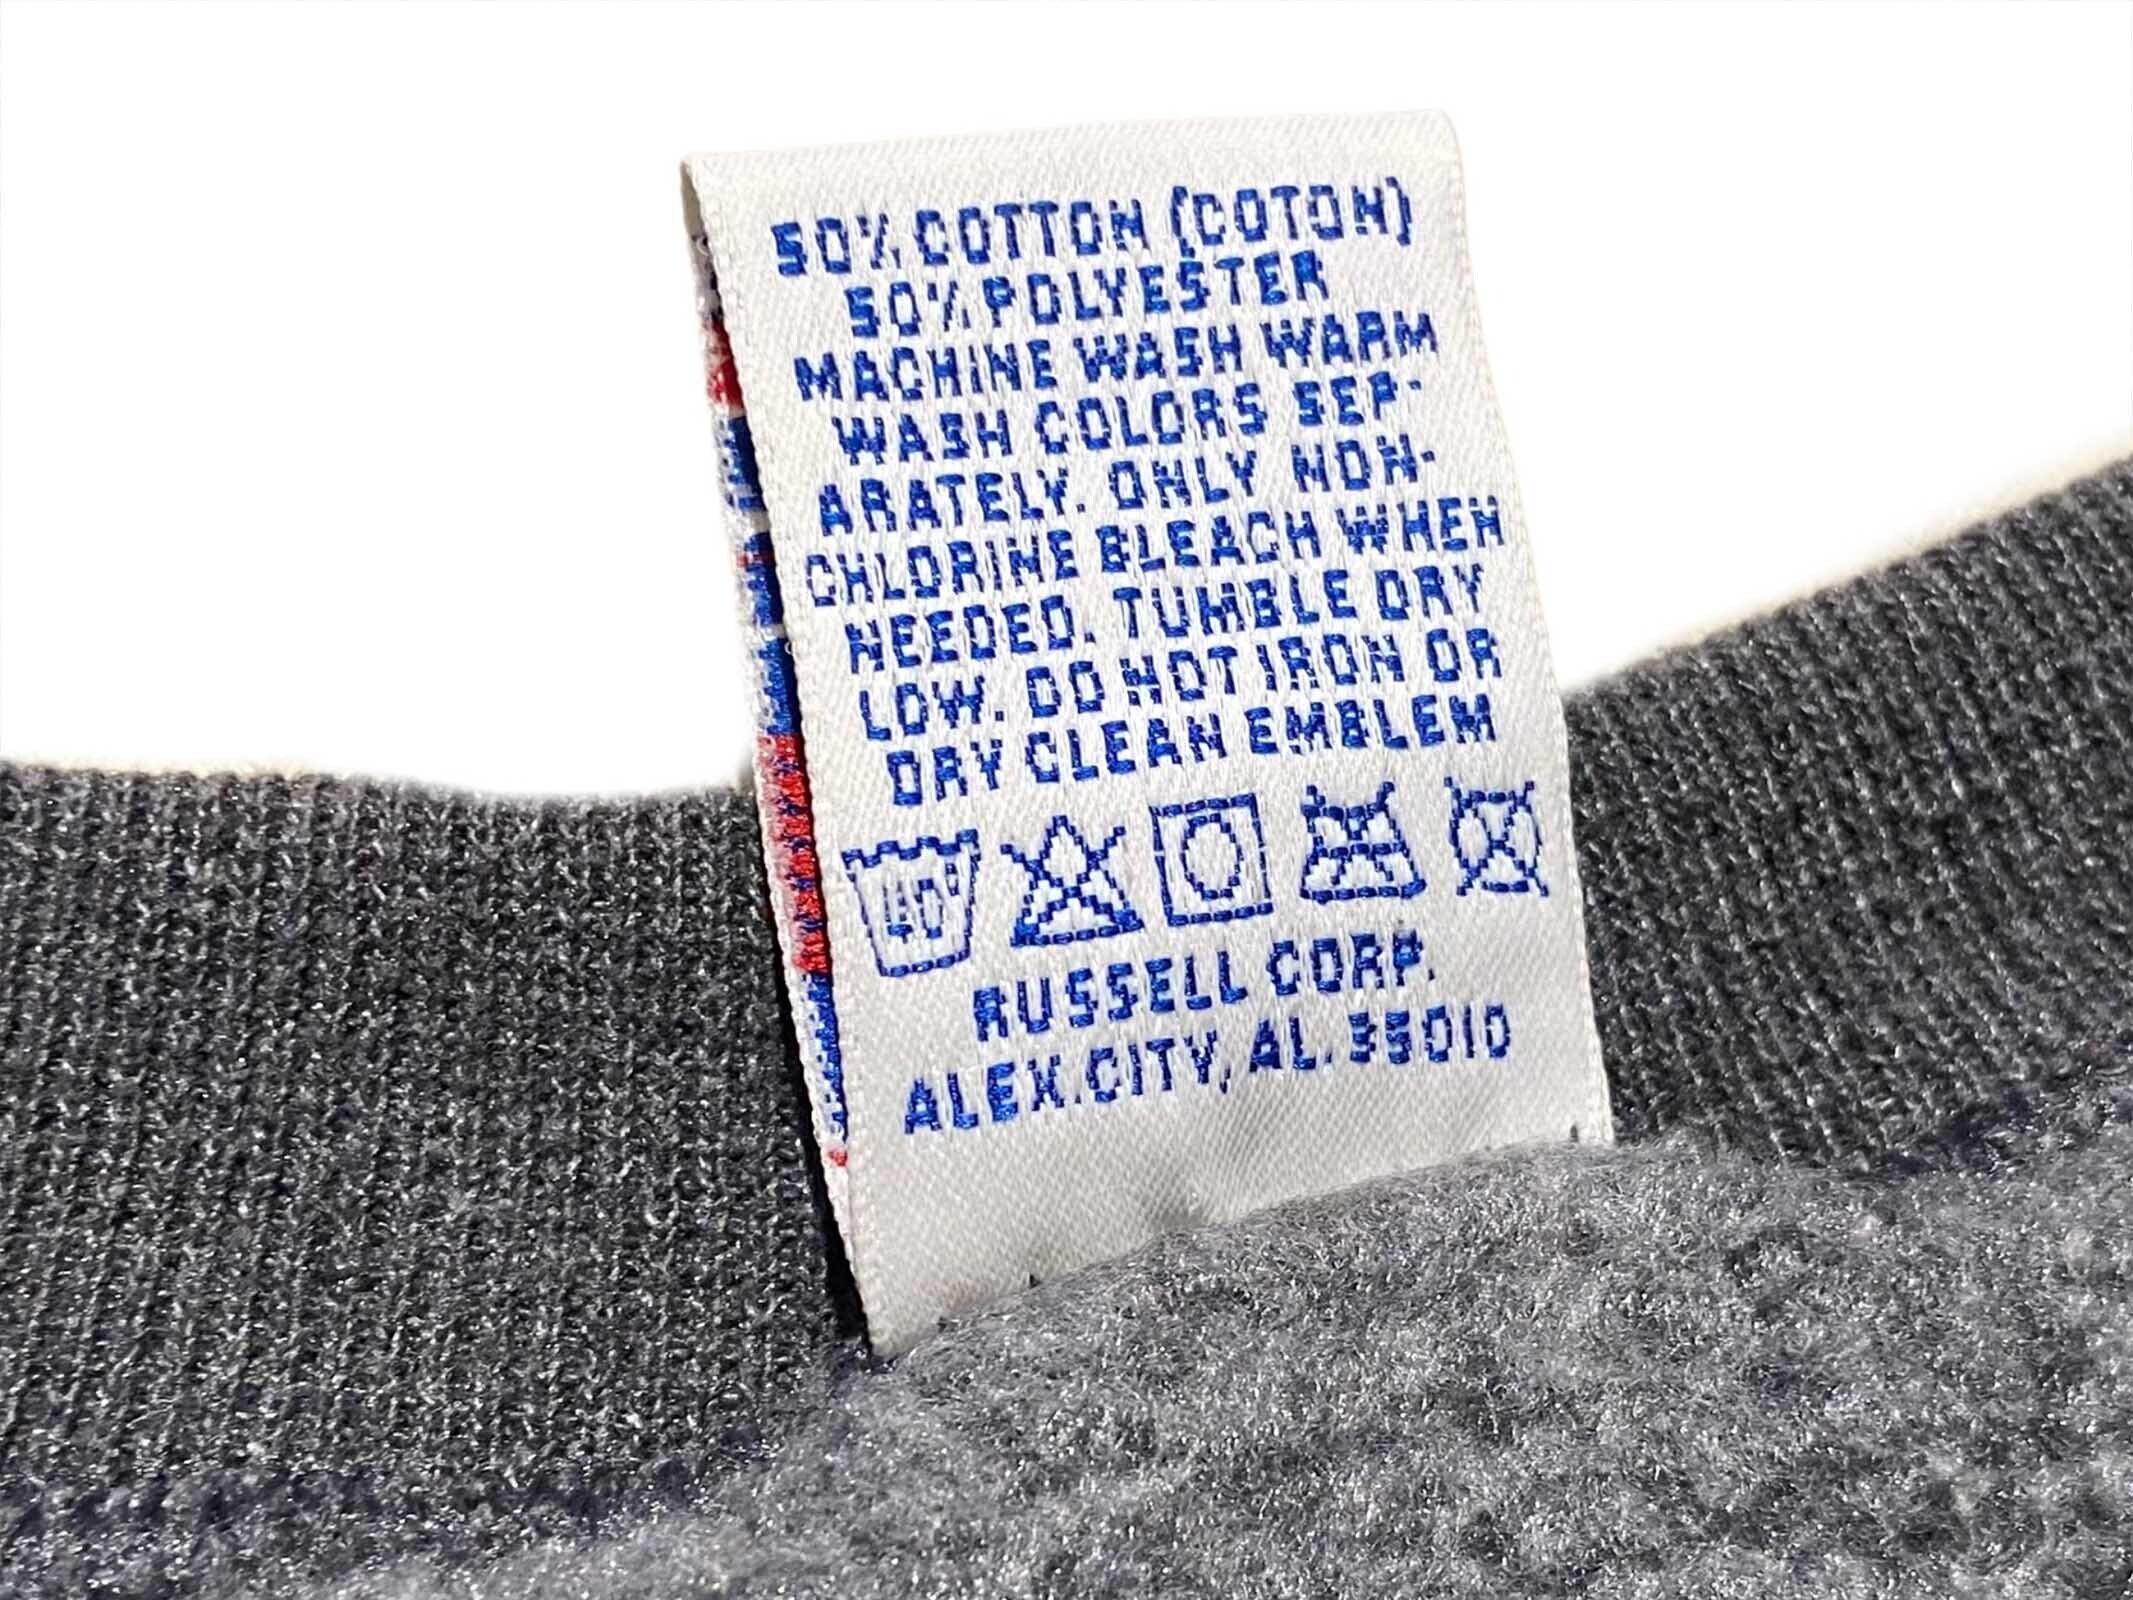 50% COTTON (COTON)
50% POLYESTER
MACHINE WASH WARM
WASH COLORS SEP-
ARATELY. ONLY NON-
CHLORINE BLEACH WHEN
NEEDED. TUMBLE DRY
LOW. DO NOT IRON OR
DRY CLEAN EMBLEM
40°
RUSSELL CORP.
ALEX.CITY, AL. 35010